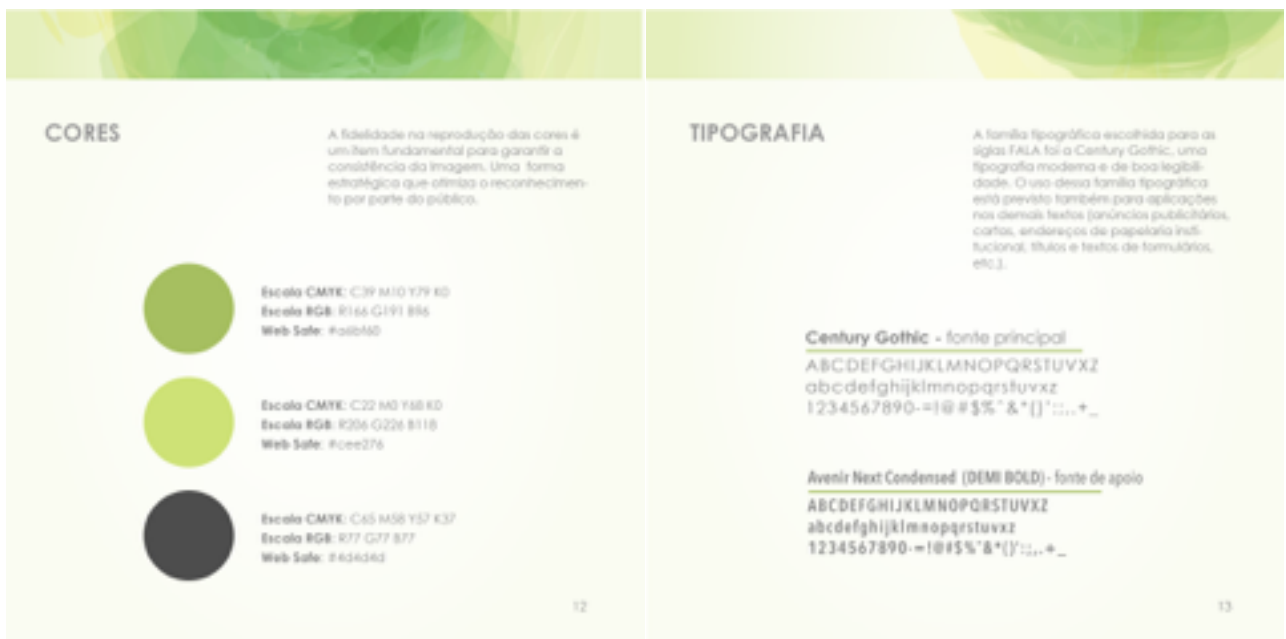 CORES
A fidelidade na reprodução das cores é
um item fundamental para garantir a
consistência da Imagem. Uma forma
estratégica que otimiza o reconhecimen-
to por parte do público.
Escala CMYK: C39 M10 Y79 K0
Escala RGB: R166 G191 B96
Web Safe: #a6bf60
Escala CMYK: C22 M0 Y68 K0
Escala RGB: R206 G226 B118
Web Safe: #cee276
Escala CMYK: C65 M58 Y57 K37
Escala RGB: R77 G77 B77
Web Safe: #4d4d4d
12
TIPOGRAFIA
A família tipográfica escolhida para as
siglas FALA foi a Century Gothic, uma
tipografia moderna e de boa legibili-
dade. O uso dessa família tipográfica
está previsto também para aplicações
nos demais textos (anúncios publicitários,
cartas, endereços de papelaria insti-
tucional, títulos e textos de formulários,
etc.).
Century Gothic - fonte principal
ABCDEFGHIJKLMNOPQRSTUVXZ
abcdefghijklmnopqrstuvxz
1234567890-=!@#$%¨&*()':;,.+_
Avenir Next Condensed (DEMI BOLD) - fonte de apoio
ABCDEFGHIJKLMNOPQRSTUVXZ
abcdefghijklmnopqrstuvxz
1234567890-=!@#$%¨&*()':;,.+_
13